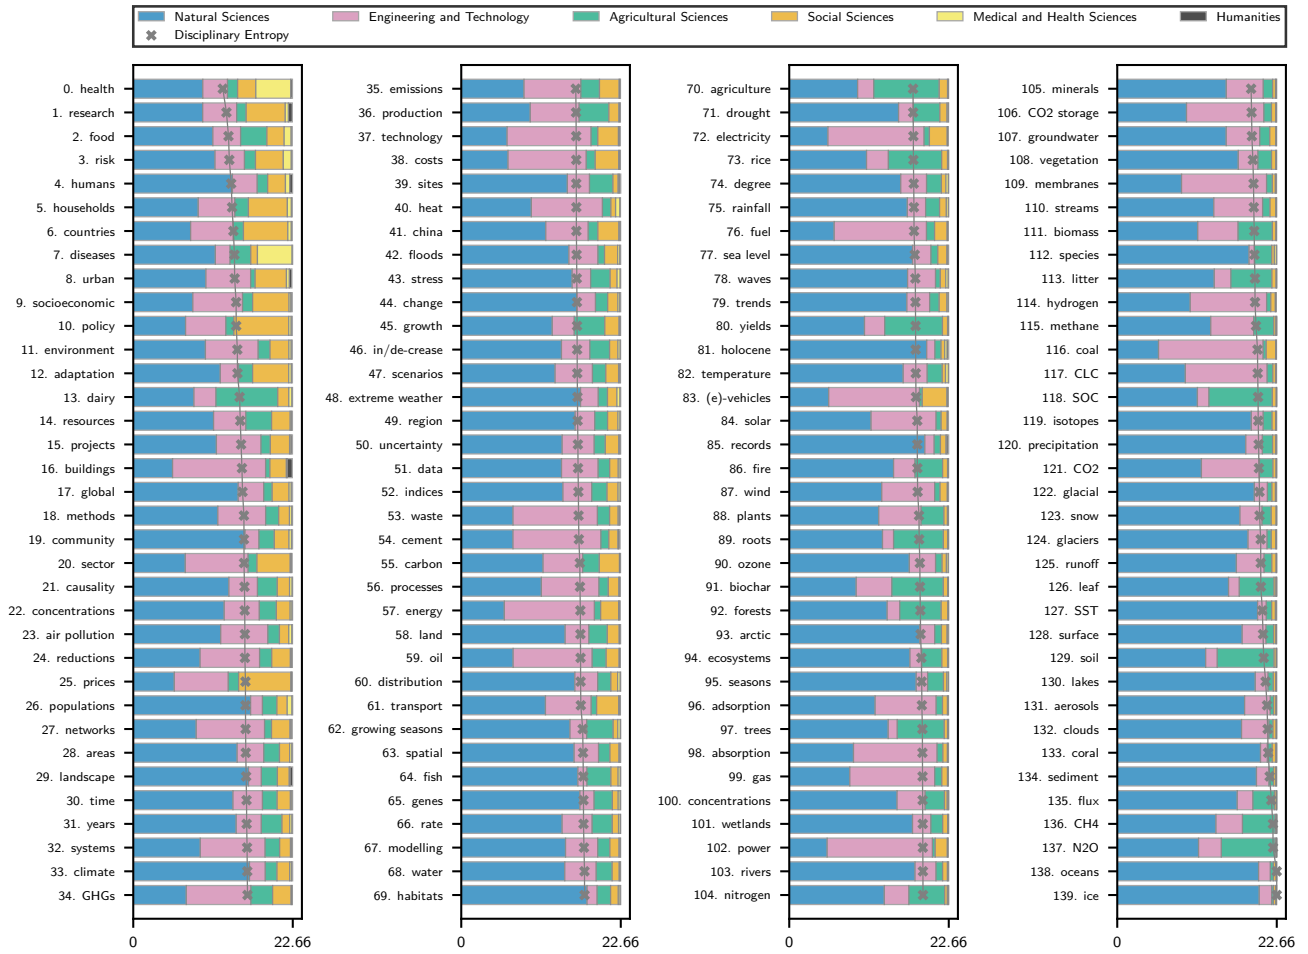 Natural Sciences Engineering and Technology Agricultural Sciences Social Sciences Medical and Health Sciences Humanities
Disciplinary Entropy
0. health
1. research
2. food
3. risk
4. humans
5. households
6. countries
7. diseases
8. urban
9. socioeconomic
10. policy
11. environment
12. adaptation
13. dairy
14. resources
15. projects
16. buildings
17. global
18. methods
19. community
20. sector
21. causality
22. concentrations
23. air pollution
24. reductions
25. prices
26. populations
27. networks
28. areas
29. landscape
30. time
31. years
32. systems
33. climate
34. GHGs
0 22.66
35. emissions
36. production
37. technology
38. costs
39. sites
40. heat
41. china
42. floods
43. stress
44. change
45. growth
46. in/de-crease
47. scenarios
48. extreme weather
49. region
50. uncertainty
51. data
52. indices
53. waste
54. cement
55. carbon
56. processes
57. energy
58. land
59. oil
60. distribution
61. transport
62. growing seasons
63. spatial
64. fish
65. genes
66. rate
67. modelling
68. water
69. habitats
0 22.66
70. agriculture
71. drought
72. electricity
73. rice
74. degree
75. rainfall
76. fuel
77. sea level
78. waves
79. trends
80. yields
81. holocene
82. temperature
83. (e)-vehicles
84. solar
85. records
86. fire
87. wind
88. plants
89. roots
90. ozone
91. biochar
92. forests
93. arctic
94. ecosystems
95. seasons
96. adsorption
97. trees
98. absorption
99. gas
100. concentrations
101. wetlands
102. power
103. rivers
104. nitrogen
0 22.66
105. minerals
106. CO2 storage
107. groundwater
108. vegetation
109. membranes
110. streams
111. biomass
112. species
113. litter
114. hydrogen
115. methane
116. coal
117. CLC
118. SOC
119. isotopes
120. precipitation
121. CO2
122. glacial
123. snow
124. glaciers
125. runoff
126. leaf
127. SST
128. surface
129. soil
130. lakes
131. aerosols
132. clouds
133. coral
134. sediment
135. flux
136. CH4
137. N2O
138. oceans
139. ice
0 22.66